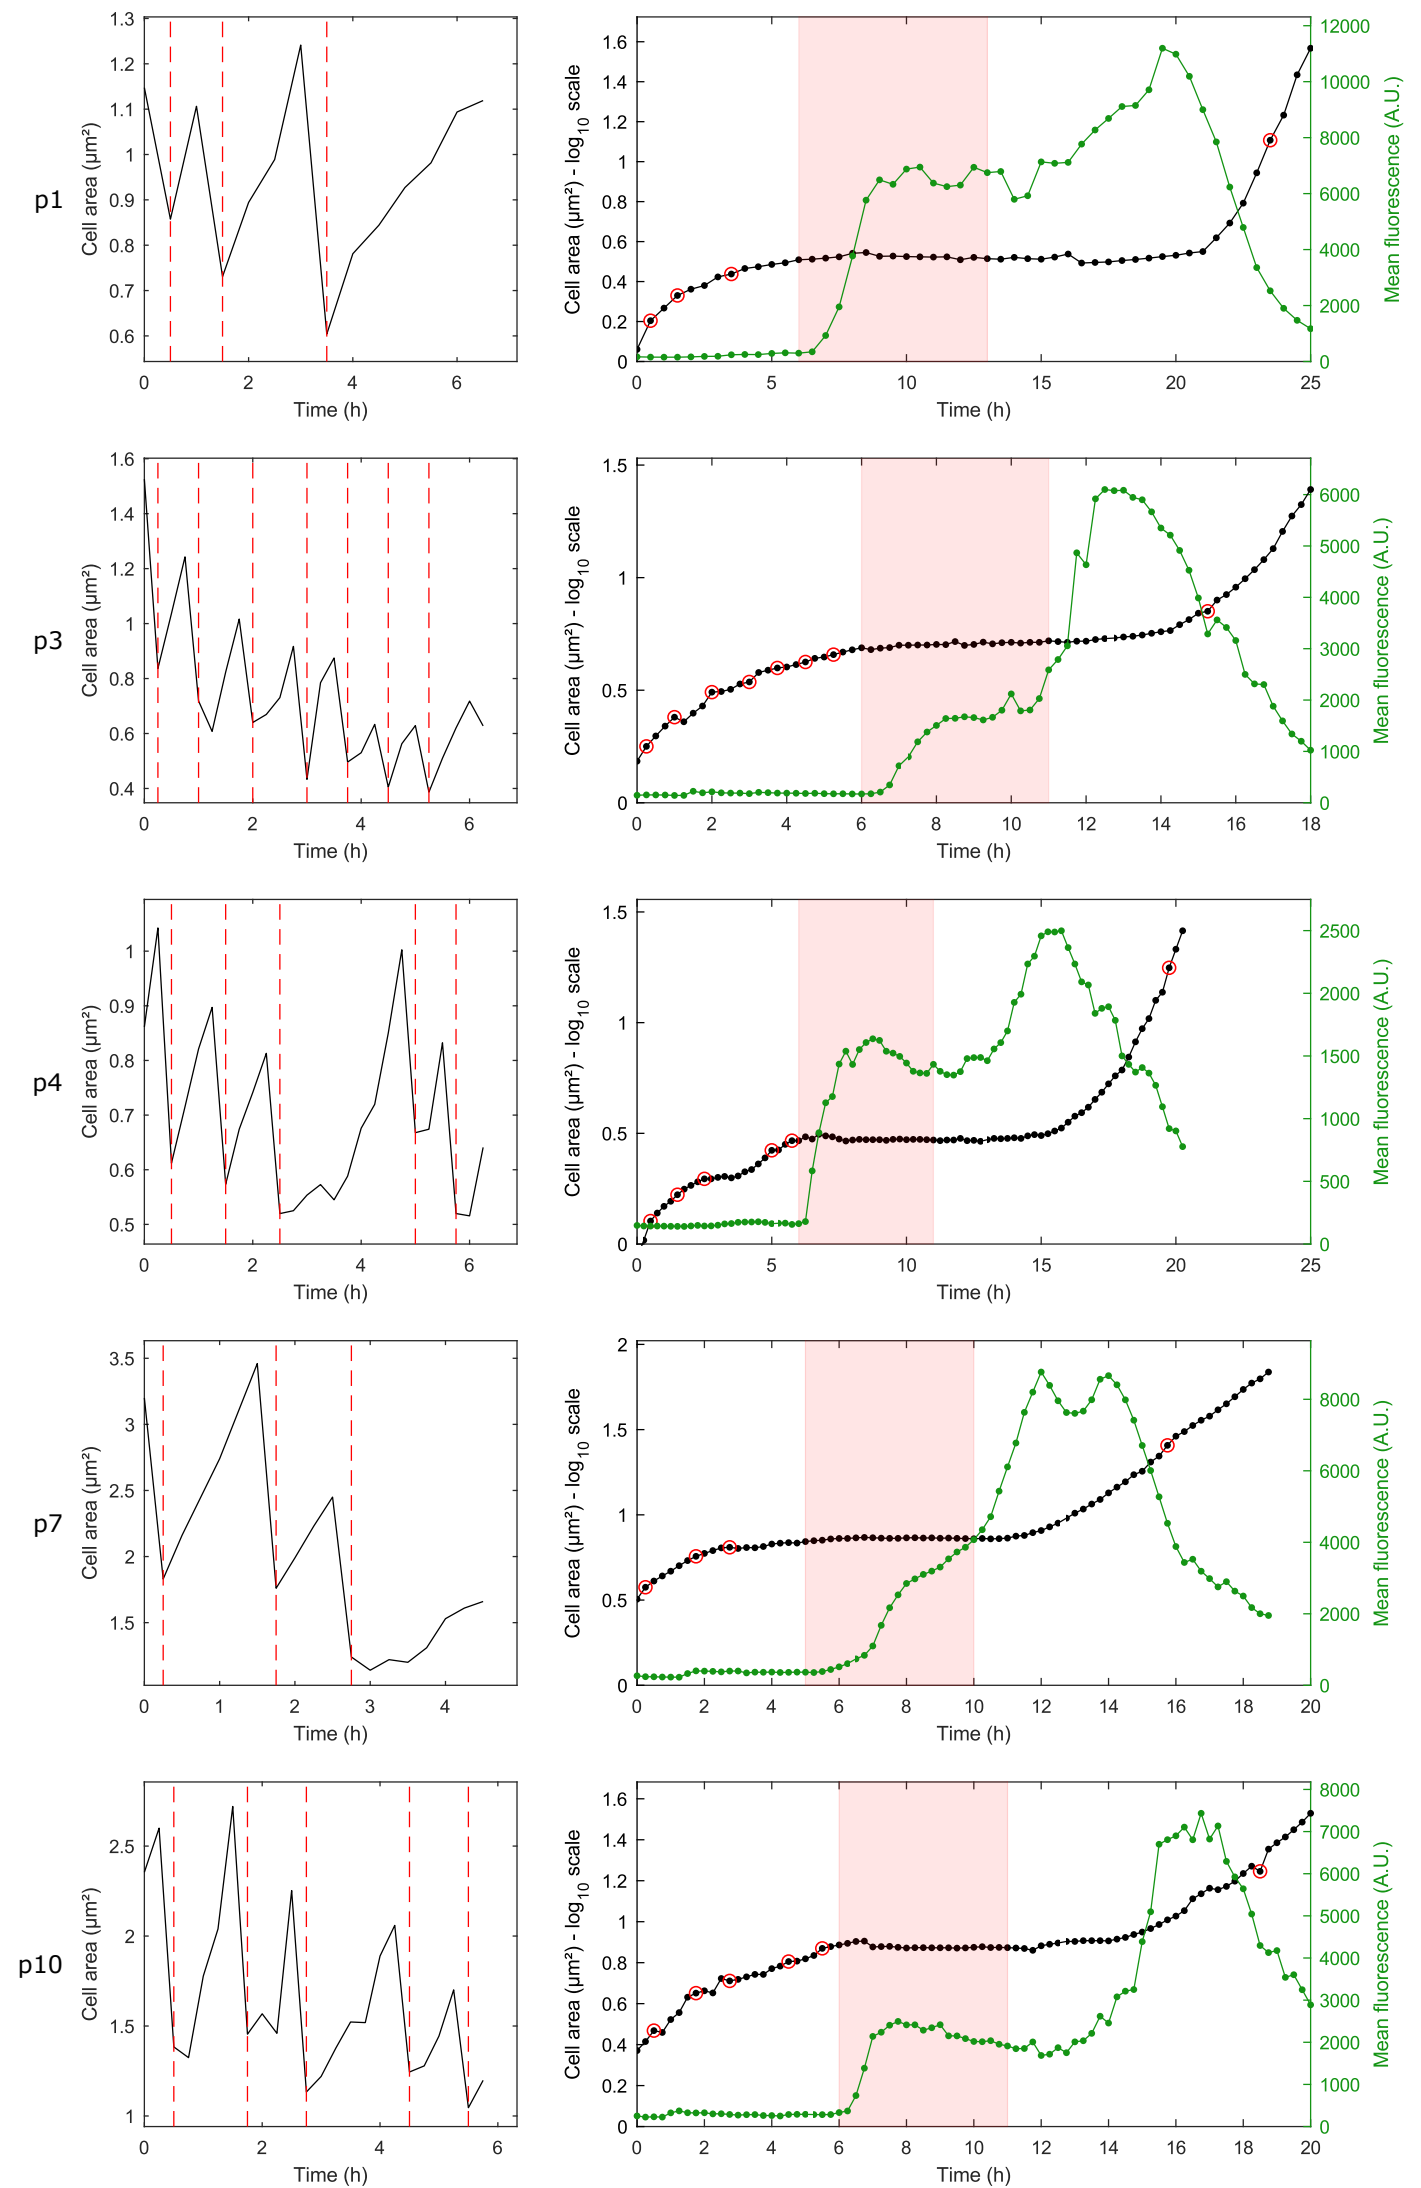 p1
Cell area (µm²)
1.3
1.2
1.1
1
0.9
0.8
0.7
0.6
0 2 4 6
Time (h)
Cell area (µm²) - log10 scale
1.6
1.4
1.2
1
0.8
0.6
0.4
0.2
0
0 5 10 15 20 25
Time (h)
12000
10000
8000
6000
4000
2000
0
Mean fluorescence (A.U.)
p3
Cell area (µm²)
1.6
1.4
1.2
1
0.8
0.6
0.4
0 2 4 6
Time (h)
Cell area (µm²) - log10 scale
1.5
1
0.5
0
0 2 4 6 8 10 12 14 16 18
Time (h)
6000
5000
4000
3000
2000
1000
0
Mean fluorescence (A.U.)
p4
Cell area (µm²)
1
0.9
0.8
0.7
0.6
0.5
0 2 4 6
Time (h)
Cell area (µm²) - log10 scale
1.5
1
0.5
0
0 5 10 15 20 25
Time (h)
2500
2000
1500
1000
500
0
Mean fluorescence (A.U.)
p7
Cell area (µm²)
3.5
3
2.5
2
1.5
0 1 2 3 4
Time (h)
Cell area (µm²) - log10 scale
2
1.5
1
0.5
0
0 2 4 6 8 10 12 14 16 18 20
Time (h)
8000
6000
4000
2000
0
Mean fluorescence (A.U.)
p10
Cell area (µm²)
2.5
2
1.5
1
0 2 4 6
Time (h)
Cell area (µm²) - log10 scale
1.6
1.4
1.2
1
0.8
0.6
0.4
0.2
0
0 2 4 6 8 10 12 14 16 18 20
Time (h)
8000
7000
6000
5000
4000
3000
2000
1000
0
Mean fluorescence (A.U.)